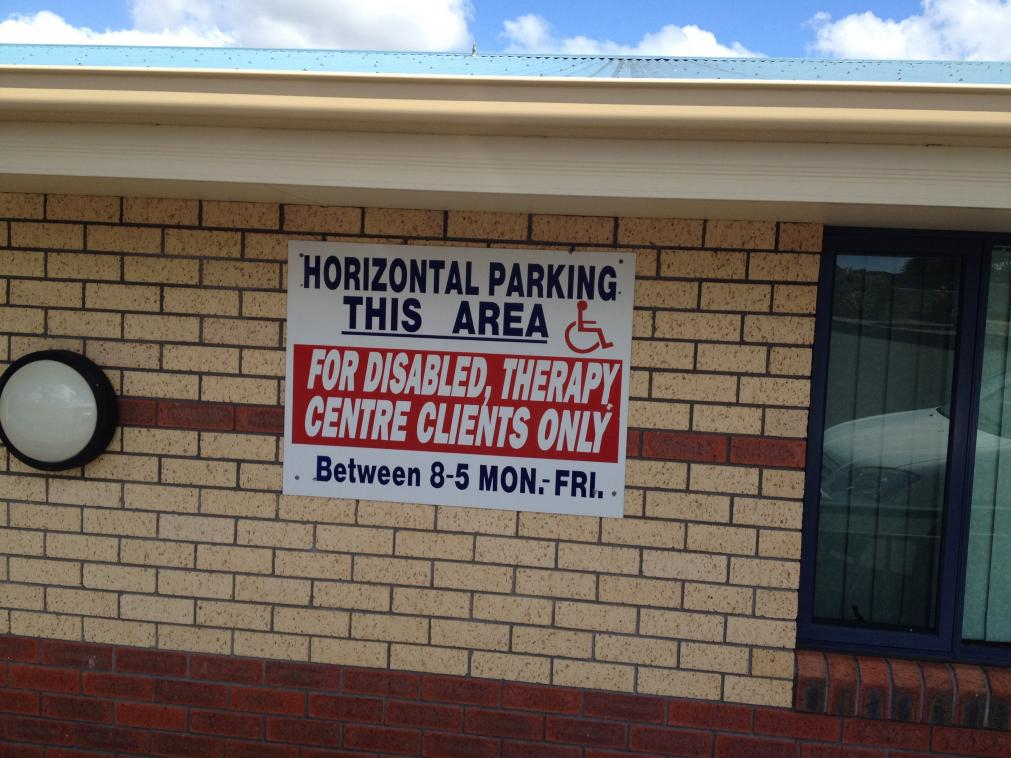 HORIZONTAL PARKING
THIS AREA
FOR DISABLED, THERAPY
CENTRE CLIENTS ONLY
Between 8-5 MON.-FRI.